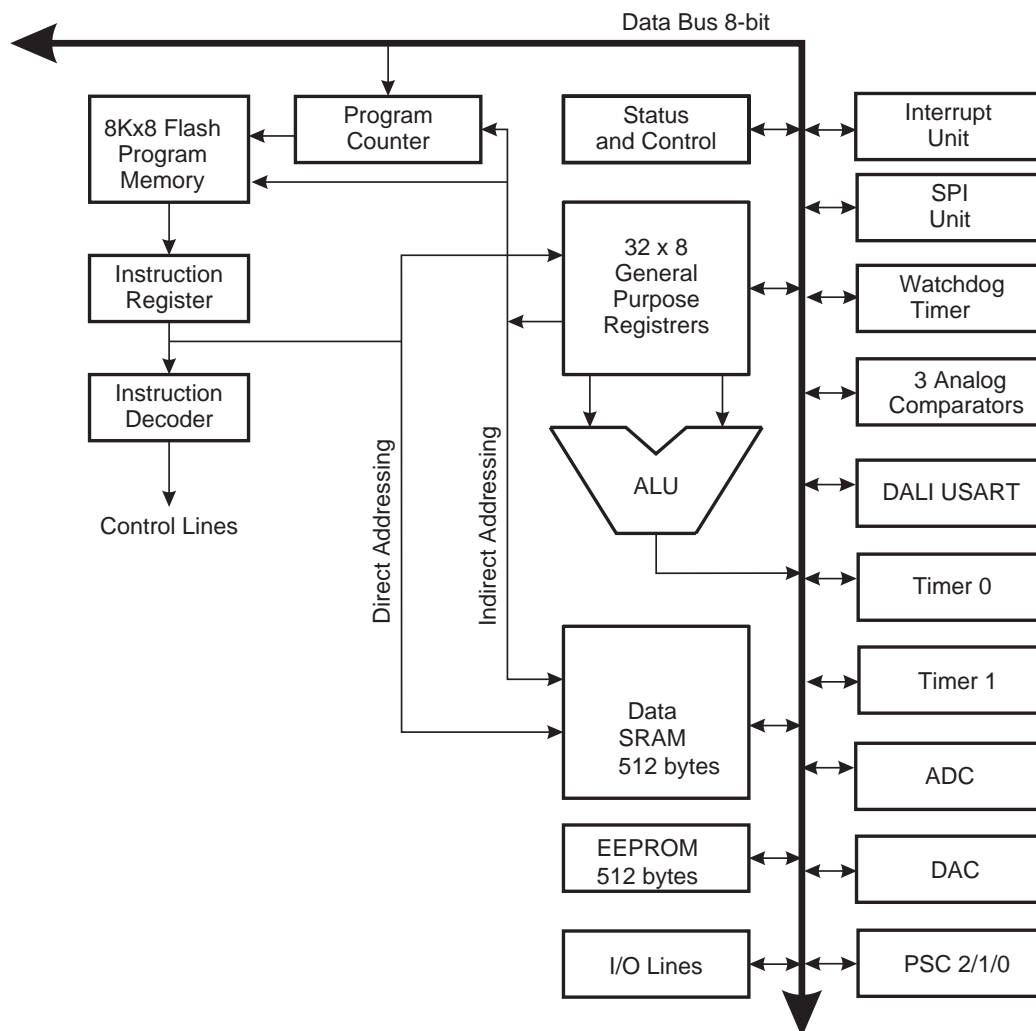 Data Bus 8-bit
8Kx8 Flash
Program
Memory
Program
Counter
Status
and Control
Interrupt
Unit
SPI
Unit
Instruction
Register
32 x 8
General
Purpose
Registrers
Watchdog
Timer
Instruction
Decoder
3 Analog
Comparators
Direct Addressing
Indirect Addressing
ALU
DALI USART
Control Lines
Timer 0
Timer 1
Data
SRAM
512 bytes
ADC
EEPROM
512 bytes
DAC
I/O Lines
PSC 2/1/0